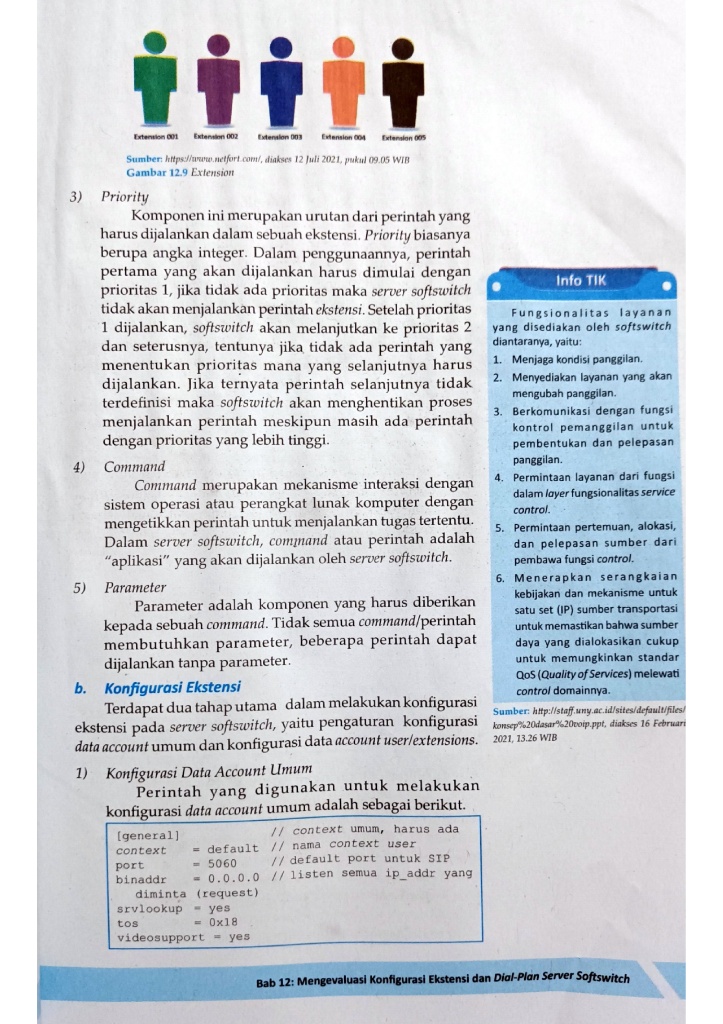 Extension 001 Extension 002 Extension 003 Extension 004 Extension 005
Sumber: https://www.netfort.com/, diakses 12 Juli 2021, pukul 09.05 WIB
Gambar 12.9 Extension
3) Priority
Komponen ini merupakan urutan dari perintah yang
harus dijalankan dalam sebuah ekstensi. Priority biasanya
berupa angka integer. Dalam penggunaannya, perintah
pertama yang akan dijalankan harus dimulai dengan
prioritas 1, jika tidak ada prioritas maka server softswitch
tidak akan menjalankan perintah ekstensi. Setelah prioritas
1 dijalankan, softswitch akan melanjutkan ke prioritas 2
dan seterusnya, tentunya jika tidak ada perintah yang
menentukan prioritas mana yang selanjutnya harus
dijalankan. Jika ternyata perintah selanjutnya tidak
terdefinisi maka softswitch akan menghentikan proses
menjalankan perintah meskipun masih ada perintah
dengan prioritas yang lebih tinggi.
4) Command
Command merupakan mekanisme interaksi dengan
sistem operasi atau perangkat lunak komputer dengan
mengetikkan perintah untuk menjalankan tugas tertentu.
Dalam server softswitch, command atau perintah adalah
"aplikasi" yang akan dijalankan oleh server softswitch.
5) Parameter
Parameter adalah komponen yang harus diberikan
kepada sebuah command. Tidak semua command/perintah
membutuhkan parameter, beberapa perintah dapat
dijalankan tanpa parameter.
b. Konfigurasi Ekstensi
Terdapat dua tahap utama dalam melakukan konfigurasi
ekstensi pada server softswitch, yaitu pengaturan konfigurasi
data account umum dan konfigurasi data account user/extensions.
1) Konfigurasi Data Account Umum
Perintah yang digunakan untuk melakukan
konfigurasi data account umum adalah sebagai berikut.
[general] // context umum, harus ada
context = default // nama context user
port = 5060 // default port untuk SIP
binaddr = 0.0.0.0 // listen semua ip_addr yang
diminta (request)
srvlookup = yes
tos = 0x18
videosupport = yes
Info TIK
Fungsionalitas layanan
yang disediakan oleh softswitch
diantaranya, yaitu:
1. Menjaga kondisi panggilan.
2. Menyediakan layanan yang akan
mengubah panggilan.
3. Berkomunikasi dengan fungsi
kontrol pemanggilan untuk
pembentukan dan pelepasan
panggilan.
4. Permintaan layanan dari fungsi
dalam layer fungsionalitas service
control.
5. Permintaan pertemuan, alokasi,
dan pelepasan sumber dari
pembawa fungsi control.
6. Menerapkan serangkaian
kebijakan dan mekanisme untuk
satu set (IP) sumber transportasi
untuk memastikan bahwa sumber
daya yang dialokasikan cukup
untuk memungkinkan standar
QoS (Quality of Services) melewati
control domainnya.
Sumber: http://staff.uny.ac.id/sites/default/files/
konsep%20dasar%20voip.ppt, diakses 16 Februari
2021, 13.26 WIB
Bab 12: Mengevaluasi Konfigurasi Ekstensi dan Dial-Plan Server Softswitch